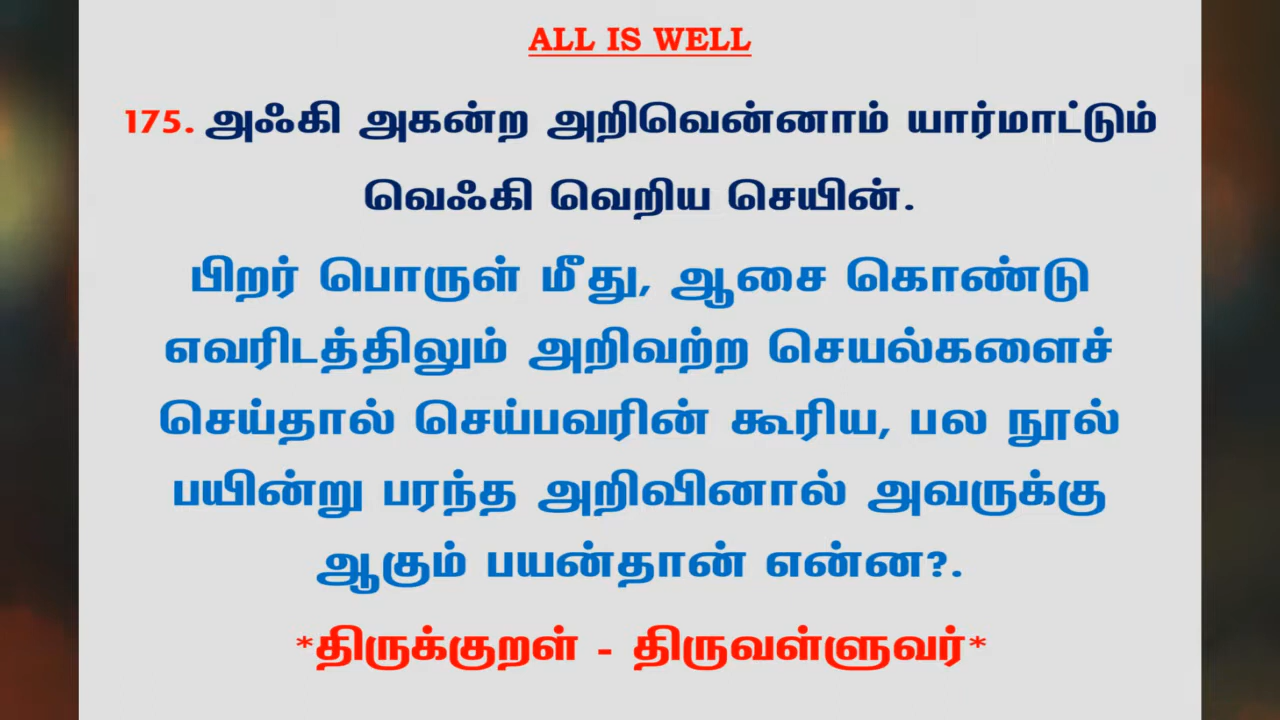 ALL IS WELL
175. அஃகி அகன்ற அறிவென்னாம் யார்மாட்டும்
வெஃகி வெறிய செயின்.
பிறர் பொருள் மீது, ஆசை கொண்டு
எவரிடத்திலும் அறிவற்ற செயல்களைச்
செய்தால் செய்பவரின் கூரிய, பல நூல்
பயின்று பரந்த அறிவினால் அவருக்கு
ஆகும் பயன்தான் என்ன?.
*திருக்குறள் - திருவள்ளுவர்*